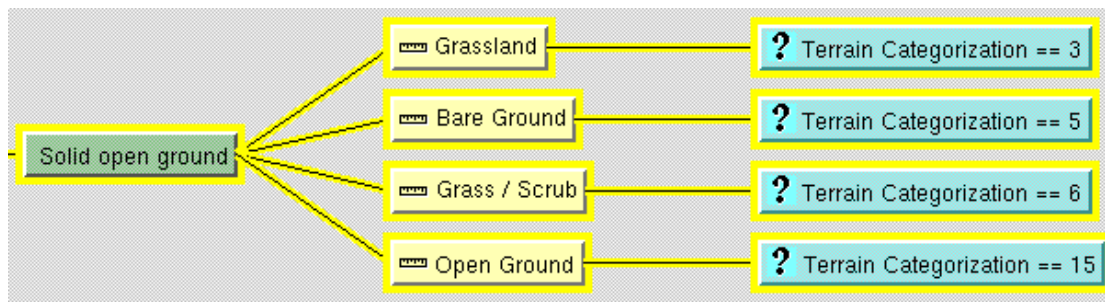 Grassland
? Terrain Categorization == 3
Bare Ground
? Terrain Categorization == 5
Solid open ground
Grass / Scrub
? Terrain Categorization == 6
Open Ground
? Terrain Categorization == 15